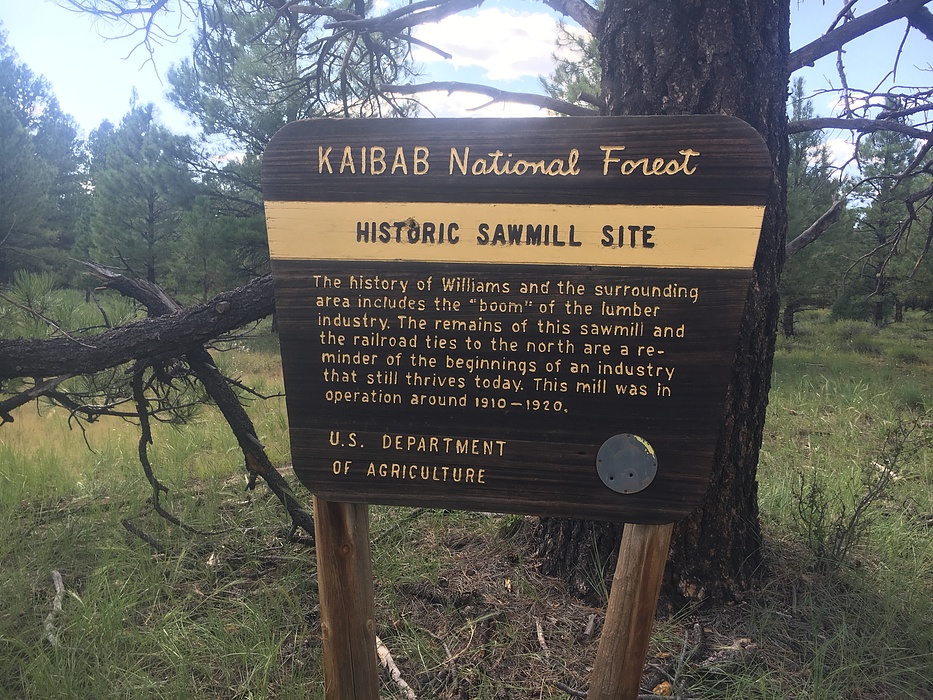 KAIBAB National Forest
HISTORIC SAWMILL SITE
The history of Williams and the surrounding
area includes the "boom" of the lumber
industry. The remains of this sawmill and
the railroad ties to the north are a re-
minder of the beginnings of an industry
that still thrives today. This mill was in
operation around 1910-1920.
U.S. DEPARTMENT
OF AGRICULTURE